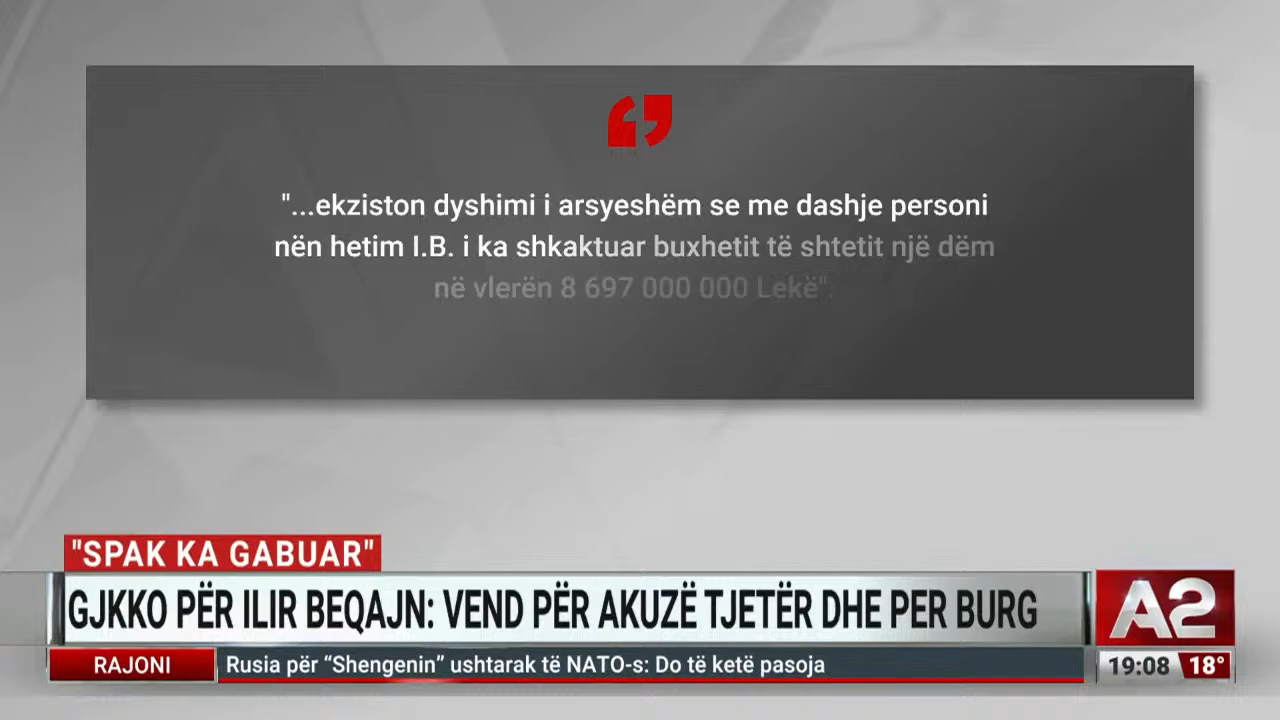 "...ekziston dyshimi i arsyeshëm se me dashje personi
nën hetim I.B. i ka shkaktuar buxhetit të shtetit një dëm
në vlerën 8 697 000 000 Lekë".
"SPAK KA GABUAR"
GJKKO PËR ILIR BEQAJN: VEND PËR AKUZË TJETËR DHE PER BURG
A2
RAJONI
Rusia për “Shengenin” ushtarak të NATO-s: Do të ketë pasoja
19:08 18°